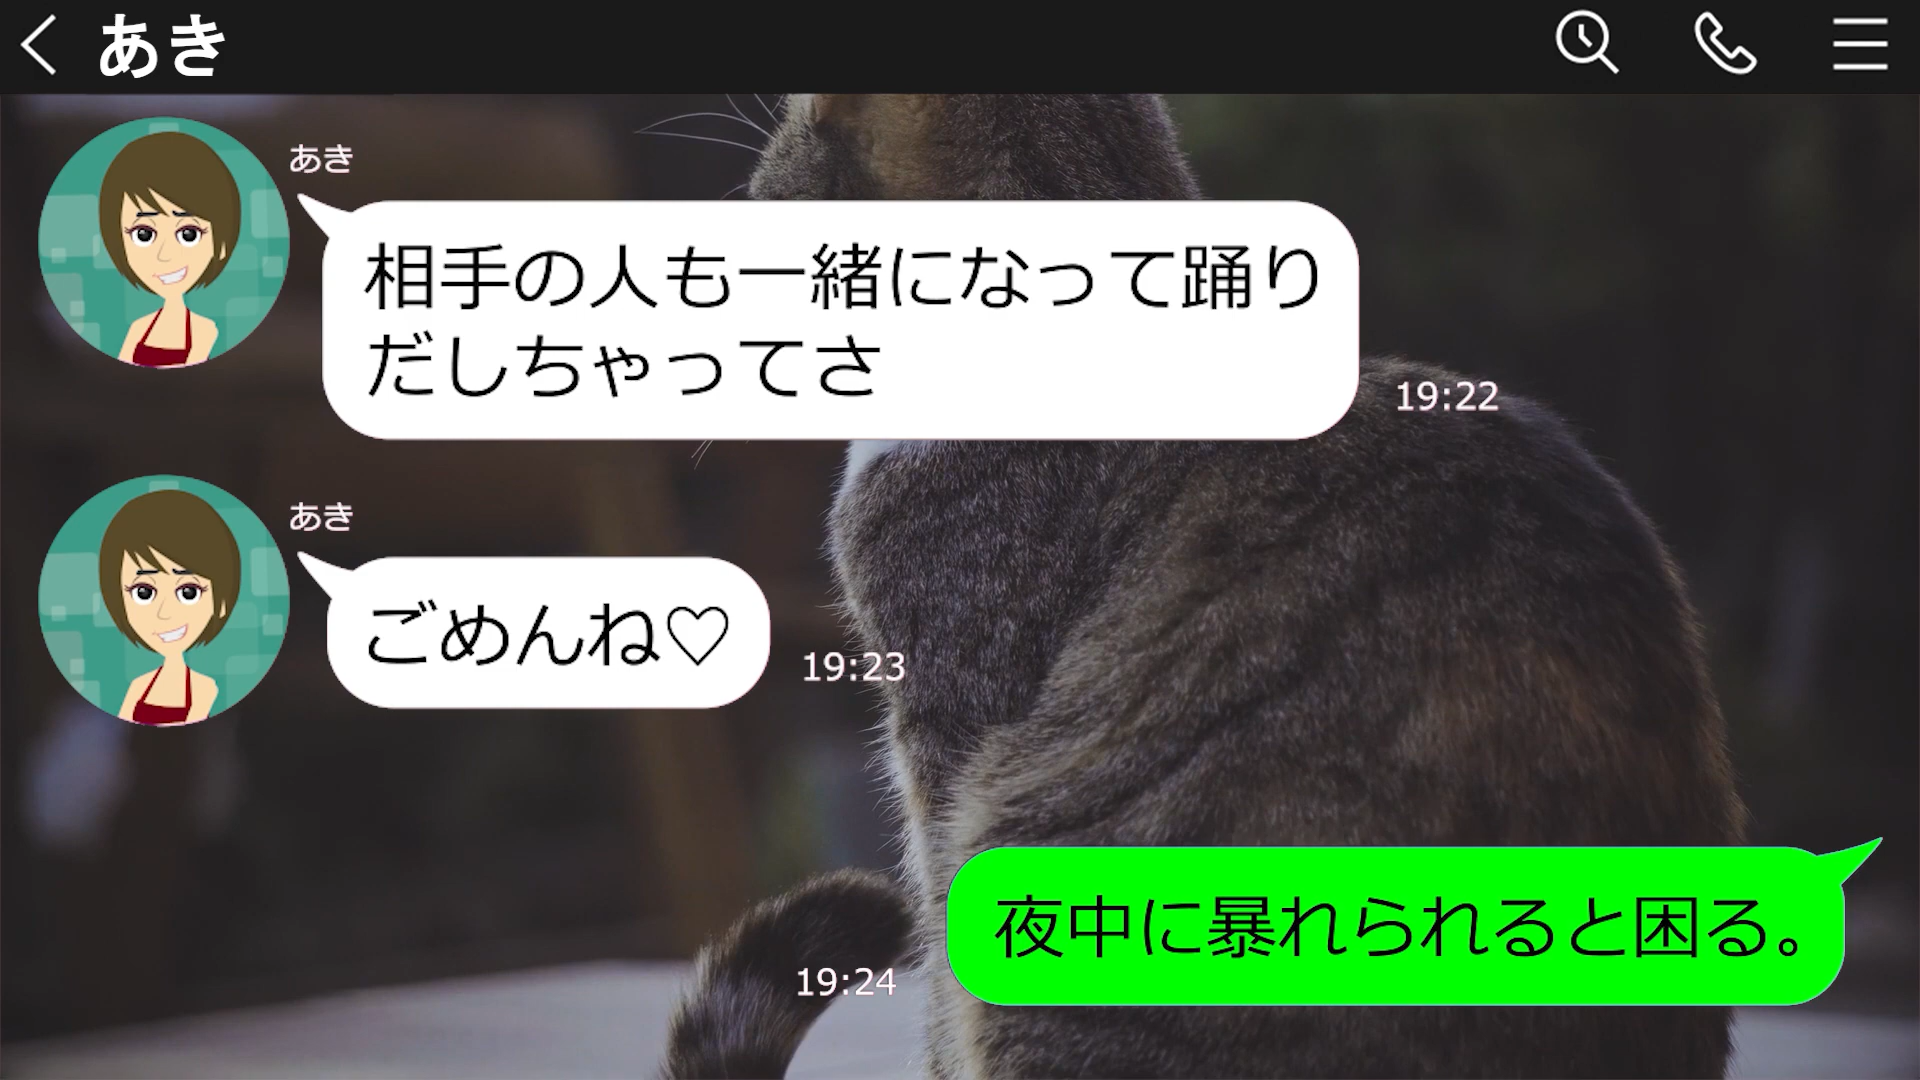 あき
あき
相手の人も一緒になって踊り
だしちゃってさ
19:22
あき
ごめんね♡
19:23
夜中に暴れられると困る。
19:24